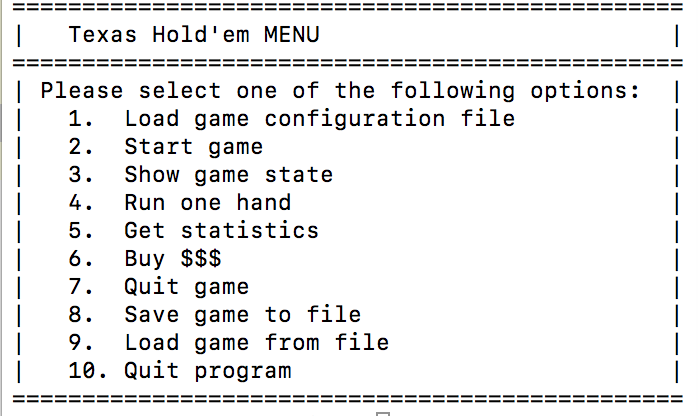 ================================================
|   Texas Hold'em MENU                         |
================================================
| Please select one of the following options:  |
|   1.  Load game configuration file           |
|   2.  Start game                             |
|   3.  Show game state                        |
|   4.  Run one hand                           |
|   5.  Get statistics                         |
|   6.  Buy $$$                                |
|   7.  Quit game                              |
|   8.  Save game to file                      |
|   9.  Load game from file                    |
|   10. Quit program                           |
================================================